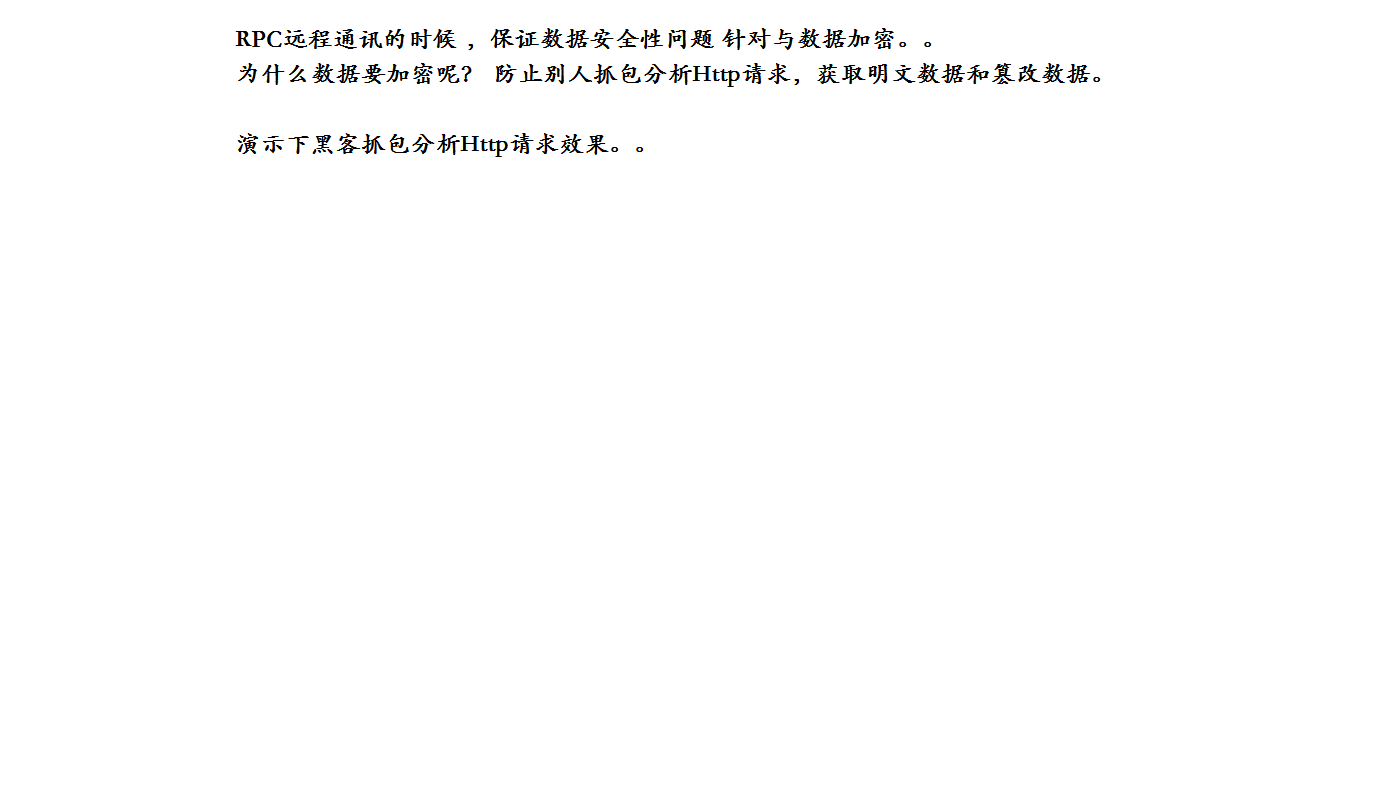 RPC远程通讯的时候 ，保证数据安全性问题 针对与数据加密。。
为什么数据要加密呢？ 防止别人抓包分析Http请求，获取明文数据和篡改数据。
演示下黑客抓包分析Http请求效果。。